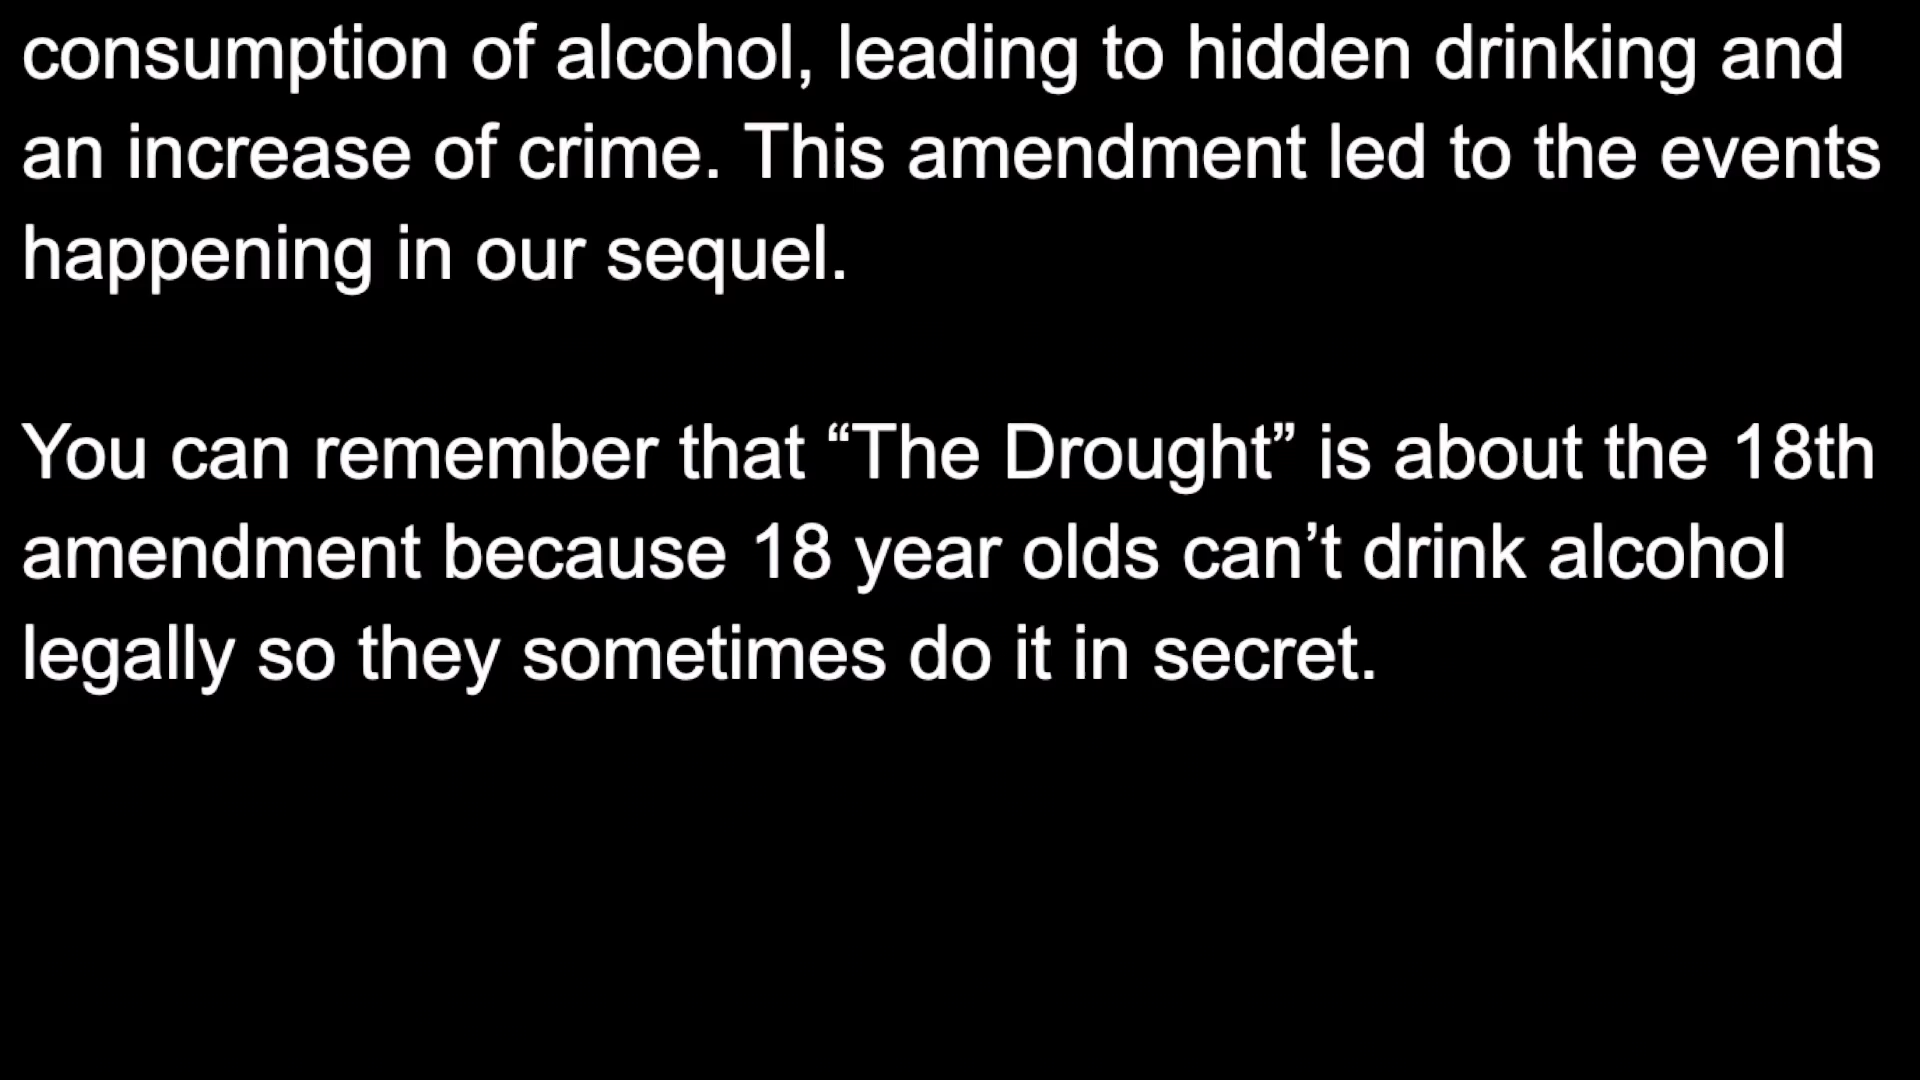 consumption of alcohol, leading to hidden drinking and
an increase of crime. This amendment led to the events
happening in our sequel.
You can remember that “The Drought” is about the 18th
amendment because 18 year olds can’t drink alcohol
legally so they sometimes do it in secret.